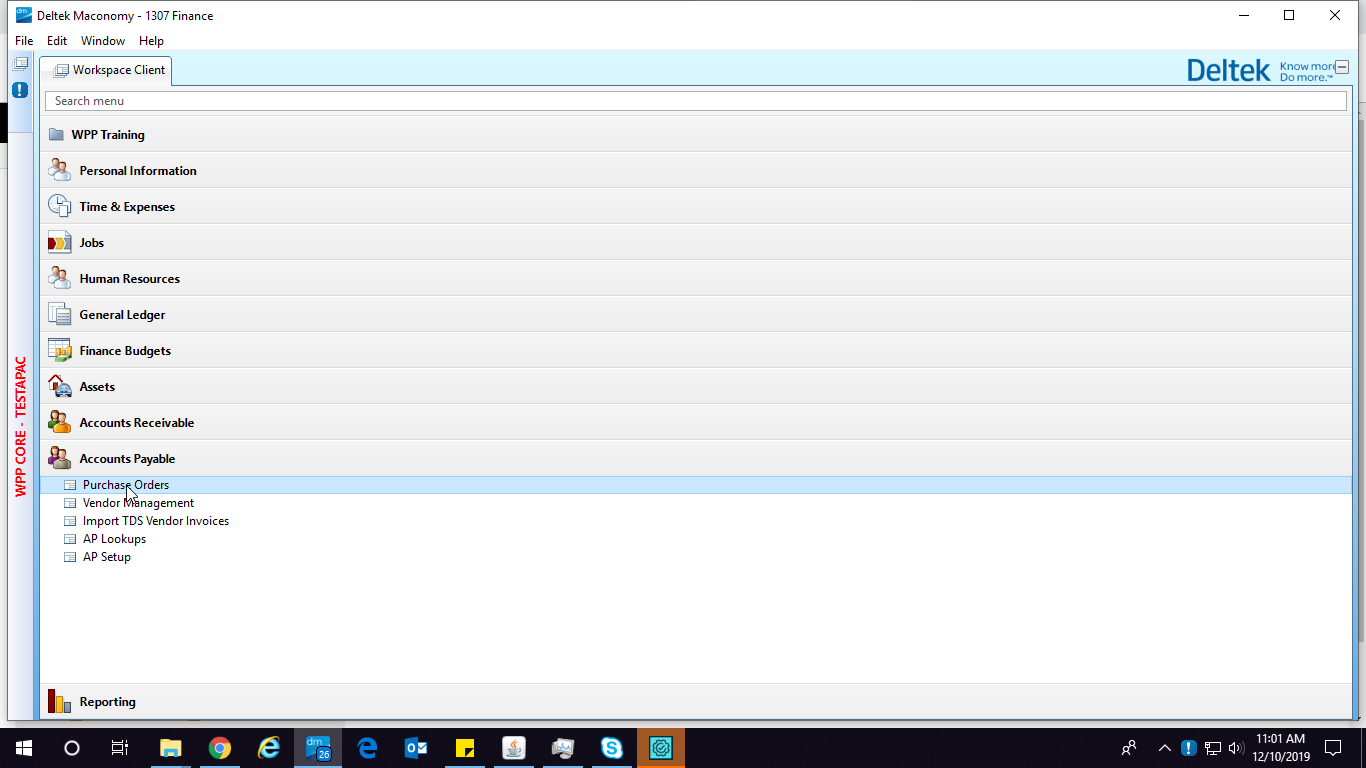 Deltek Maconomy - 1307 Finance
File Edit Window Help
Workspace Client
Deltek Know more Do more.™
Search menu
WPP Training
Personal Information
Time & Expenses
Jobs
Human Resources
General Ledger
Finance Budgets
Assets
Accounts Receivable
Accounts Payable
Purchase Orders
Vendor Management
Import TDS Vendor Invoices
AP Lookups
AP Setup
Reporting
WPP CORE - TESTAPAC
dm 26
11:01 AM
12/10/2019